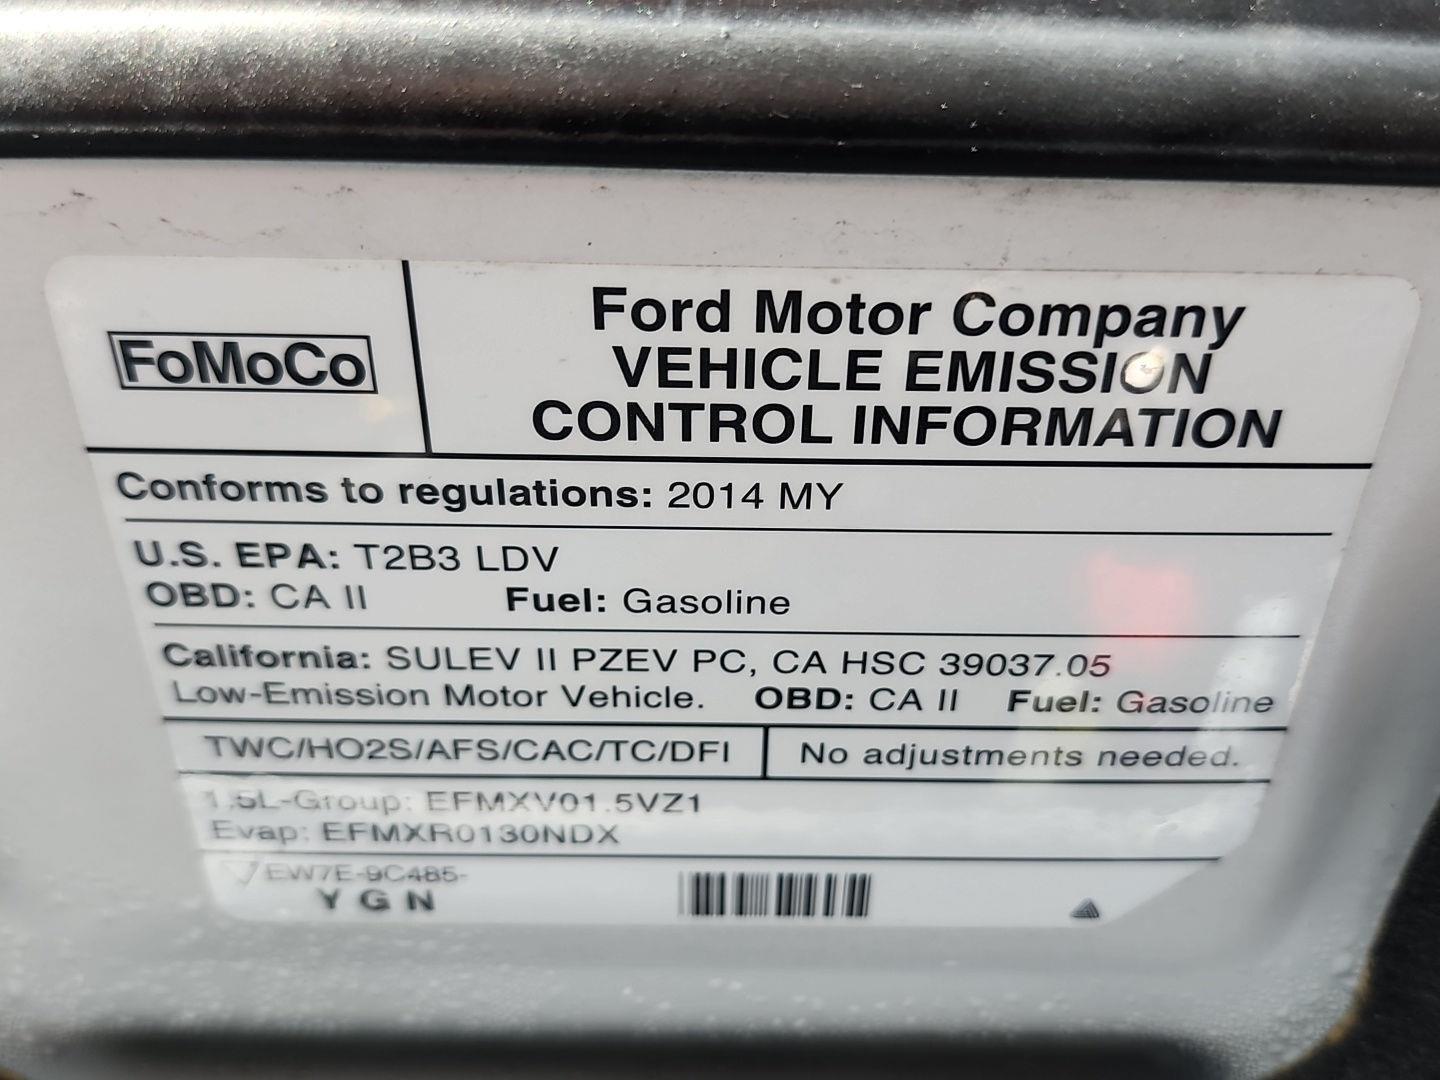 FoMoCo
Ford Motor Company
VEHICLE EMISSION
CONTROL INFORMATION
Conforms to regulations: 2014 MY
U.S. EPA: T2B3 LDV
OBD: CA II Fuel: Gasoline
California: SULEV II PZEV PC, CA HSC 39037.05
Low-Emission Motor Vehicle. OBD: CA II Fuel: Gasoline
TWC/HO2S/AFS/CAC/TC/DFI No adjustments needed.
1.5L-Group: EFMXV01.5VZ1
Evap: EFMXR0130NDX
EW7E-9C485-
Y G N